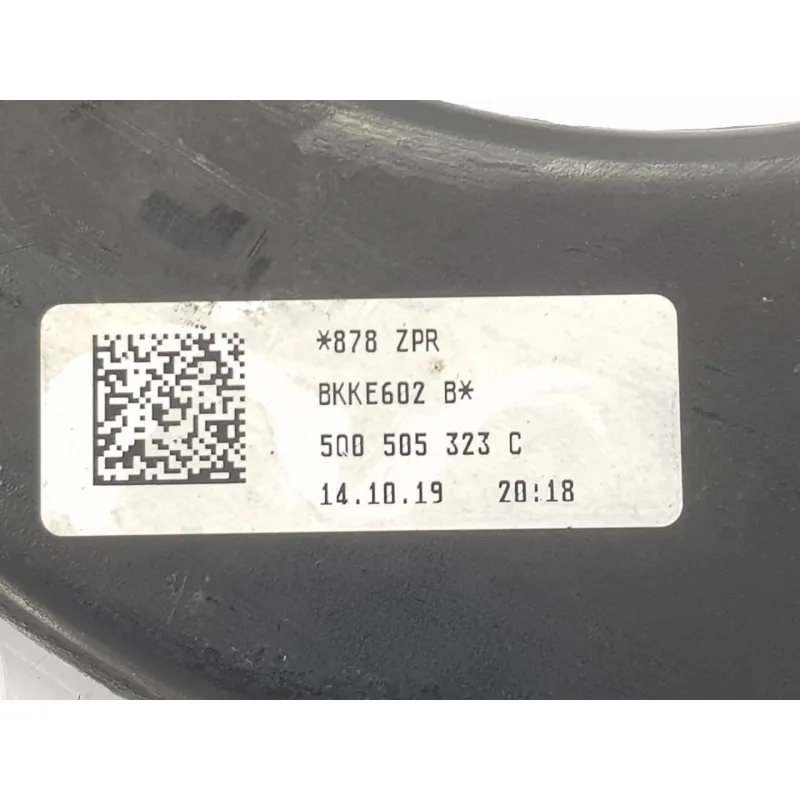 *878 ZPR
BKKE602 B*
5Q0 505 323 C
14.10.19 20:18